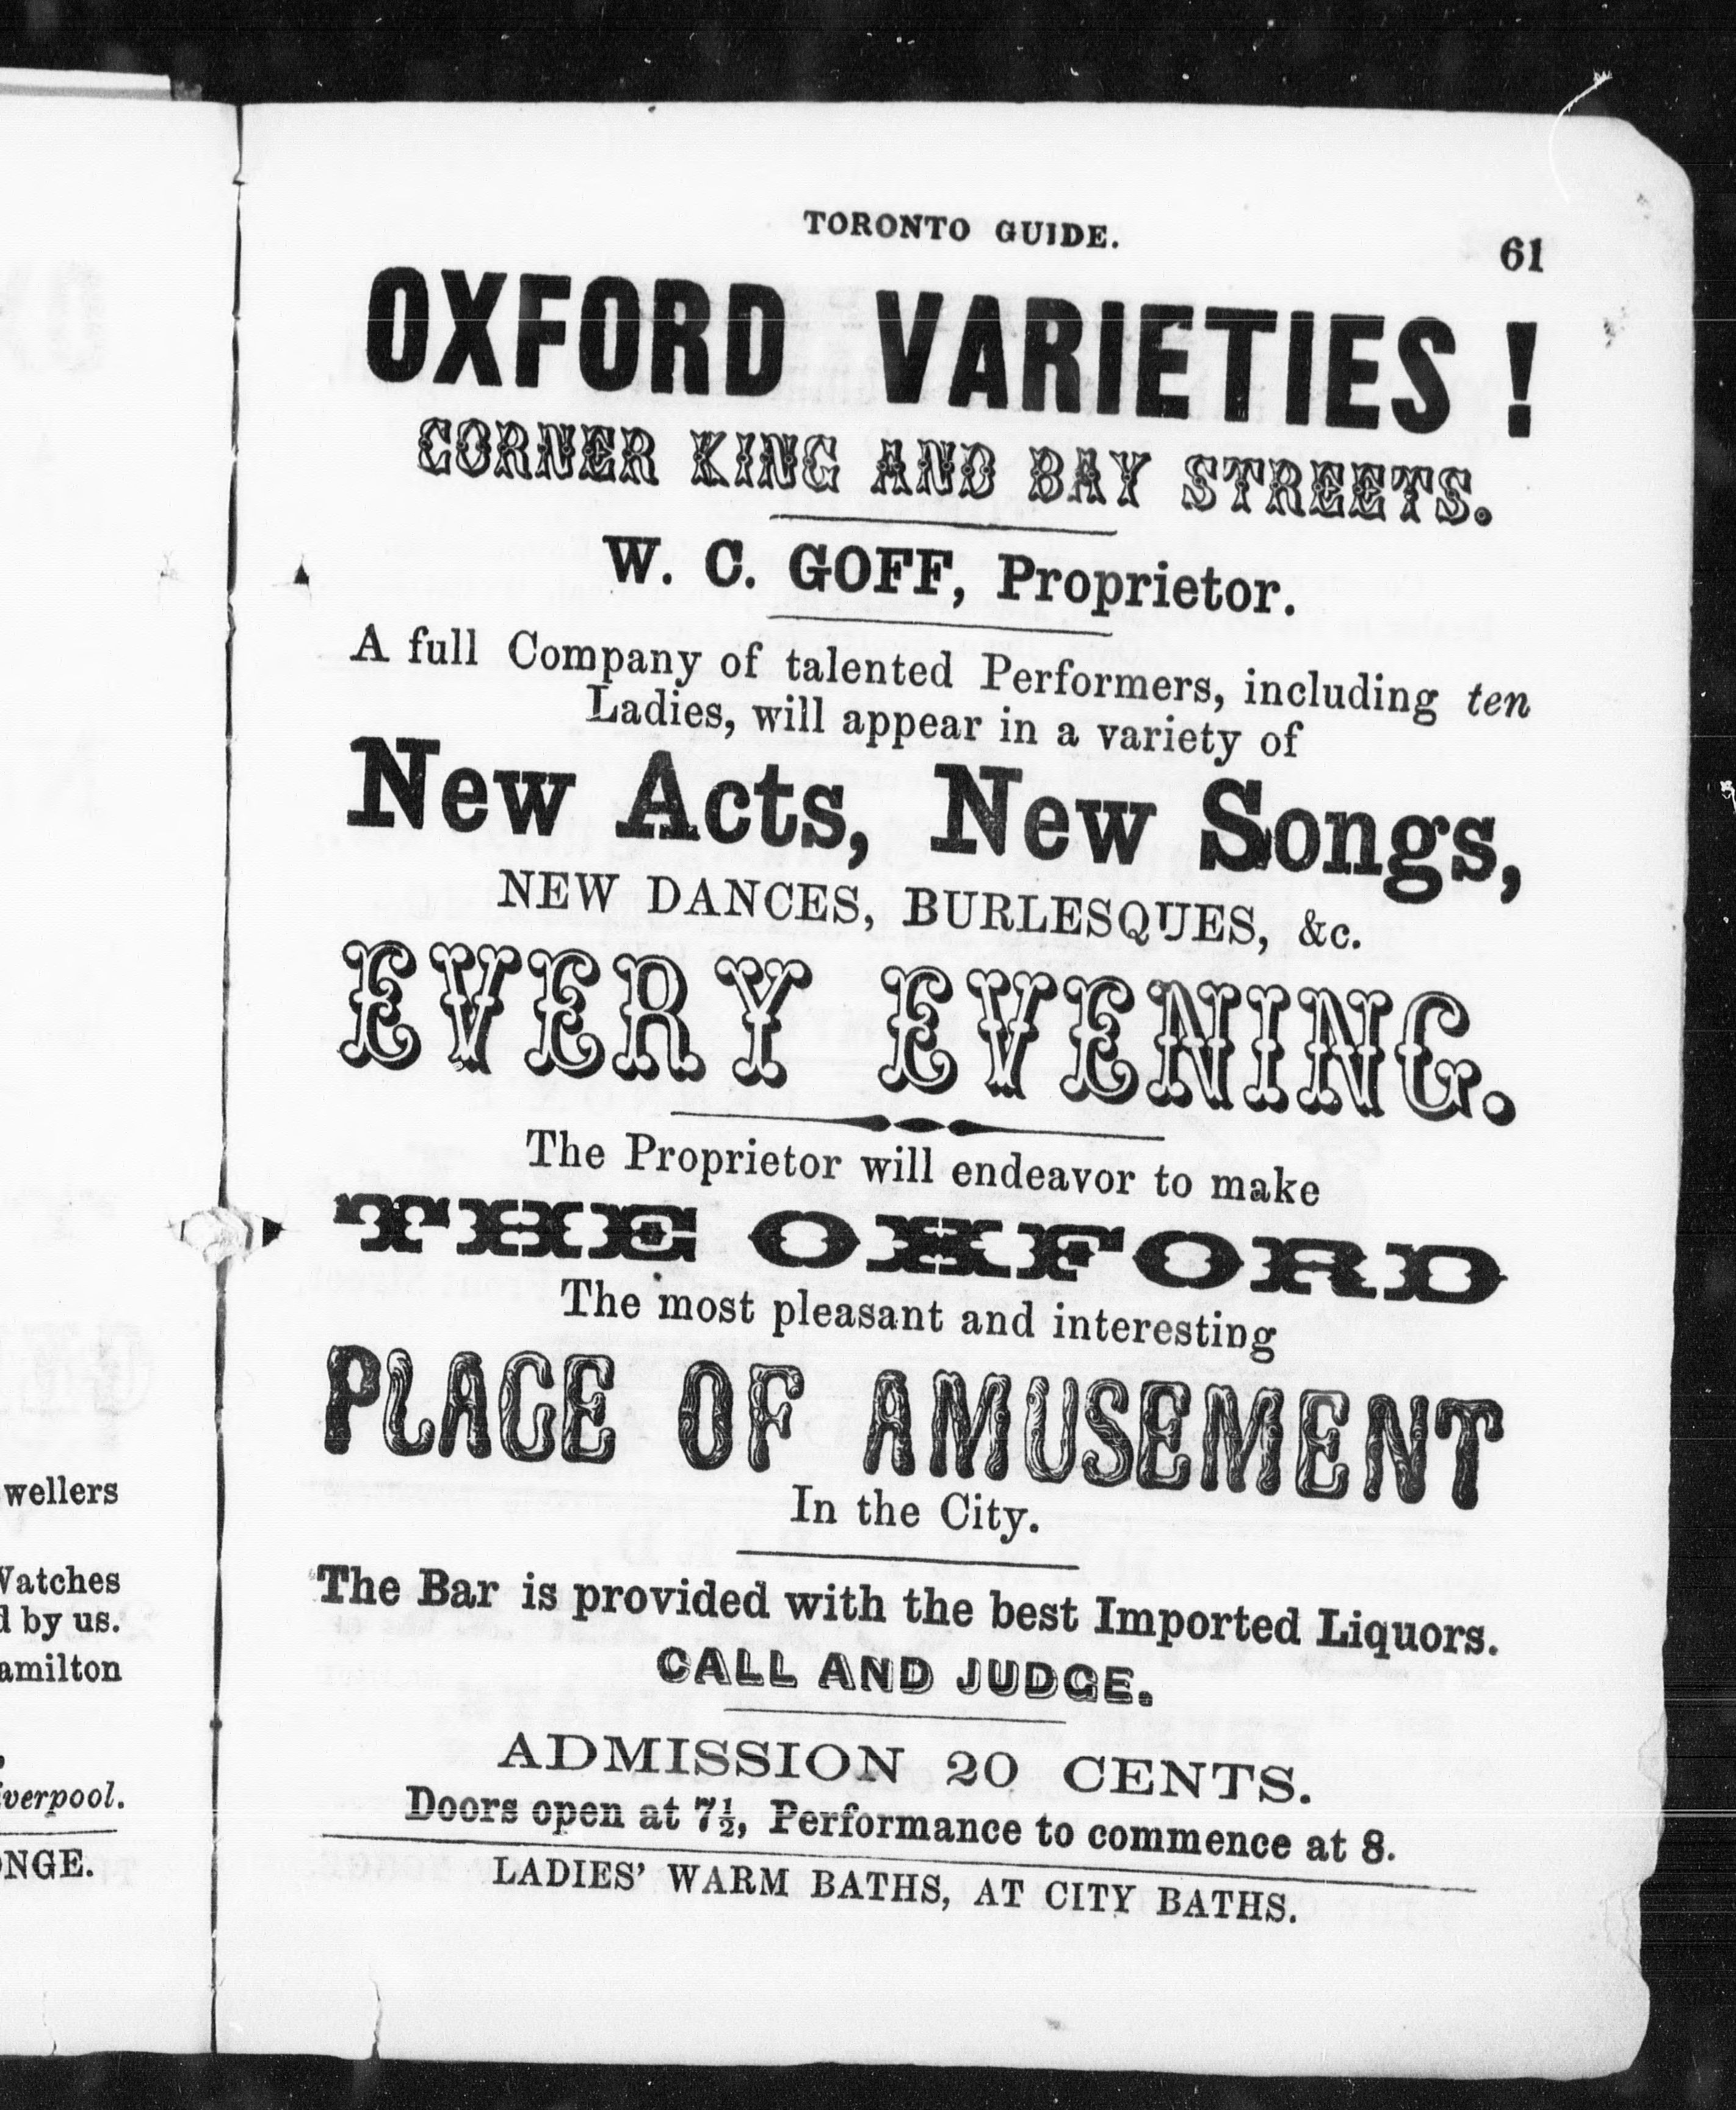 TORONTO GUIDE. 61
OXFORD VARIETIES !
CORNER KING AND BAY STREETS.
W. C. GOFF, Proprietor.
A full Company of talented Performers, including ten
Ladies, will appear in a variety of
New Acts, New Songs,
NEW DANCES, BURLESQUES, &c.
EVERY EVENING.
The Proprietor will endeavor to make
THE OXFORD
The most pleasant and interesting
PLACE OF AMUSEMENT
In the City.
The Bar is provided with the best Imported Liquors.
CALL AND JUDGE.
ADMISSION 20 CENTS.
Doors open at 7½, Performance to commence at 8.
LADIES' WARM BATHS, AT CITY BATHS.
wellers
Watches
d by us.
amilton
verpool.
ONGE.